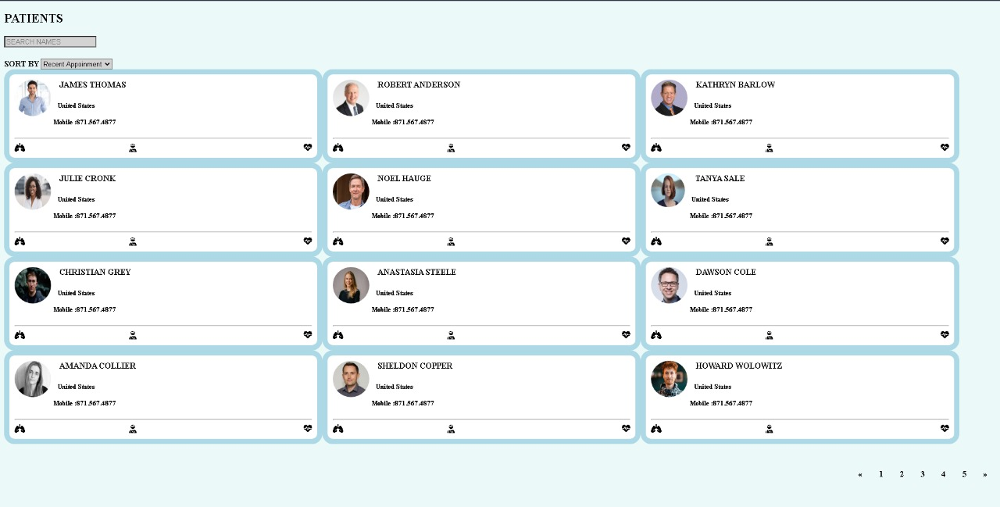 PATIENTS
SEARCH NAMES
SORT BY Recent Appoinment
JAMES THOMAS
United States
Mobile :871.567.4877
ROBERT ANDERSON
United States
Mobile :871.567.4877
KATHRYN BARLOW
United States
Mobile :871.567.4877
JULIE CRONK
United States
Mobile :871.567.4877
NOEL HAUGE
United States
Mobile :871.567.4877
TANYA SALE
United States
Mobile :871.567.4877
CHRISTIAN GREY
United States
Mobile :871.567.4877
ANASTASIA STEELE
United States
Mobile :871.567.4877
DAWSON COLE
United States
Mobile :871.567.4877
AMANDA COLLIER
United States
Mobile :871.567.4877
SHELDON COPPER
United States
Mobile :871.567.4877
HOWARD WOLOWITZ
United States
Mobile :871.567.4877
« 1 2 3 4 5 »